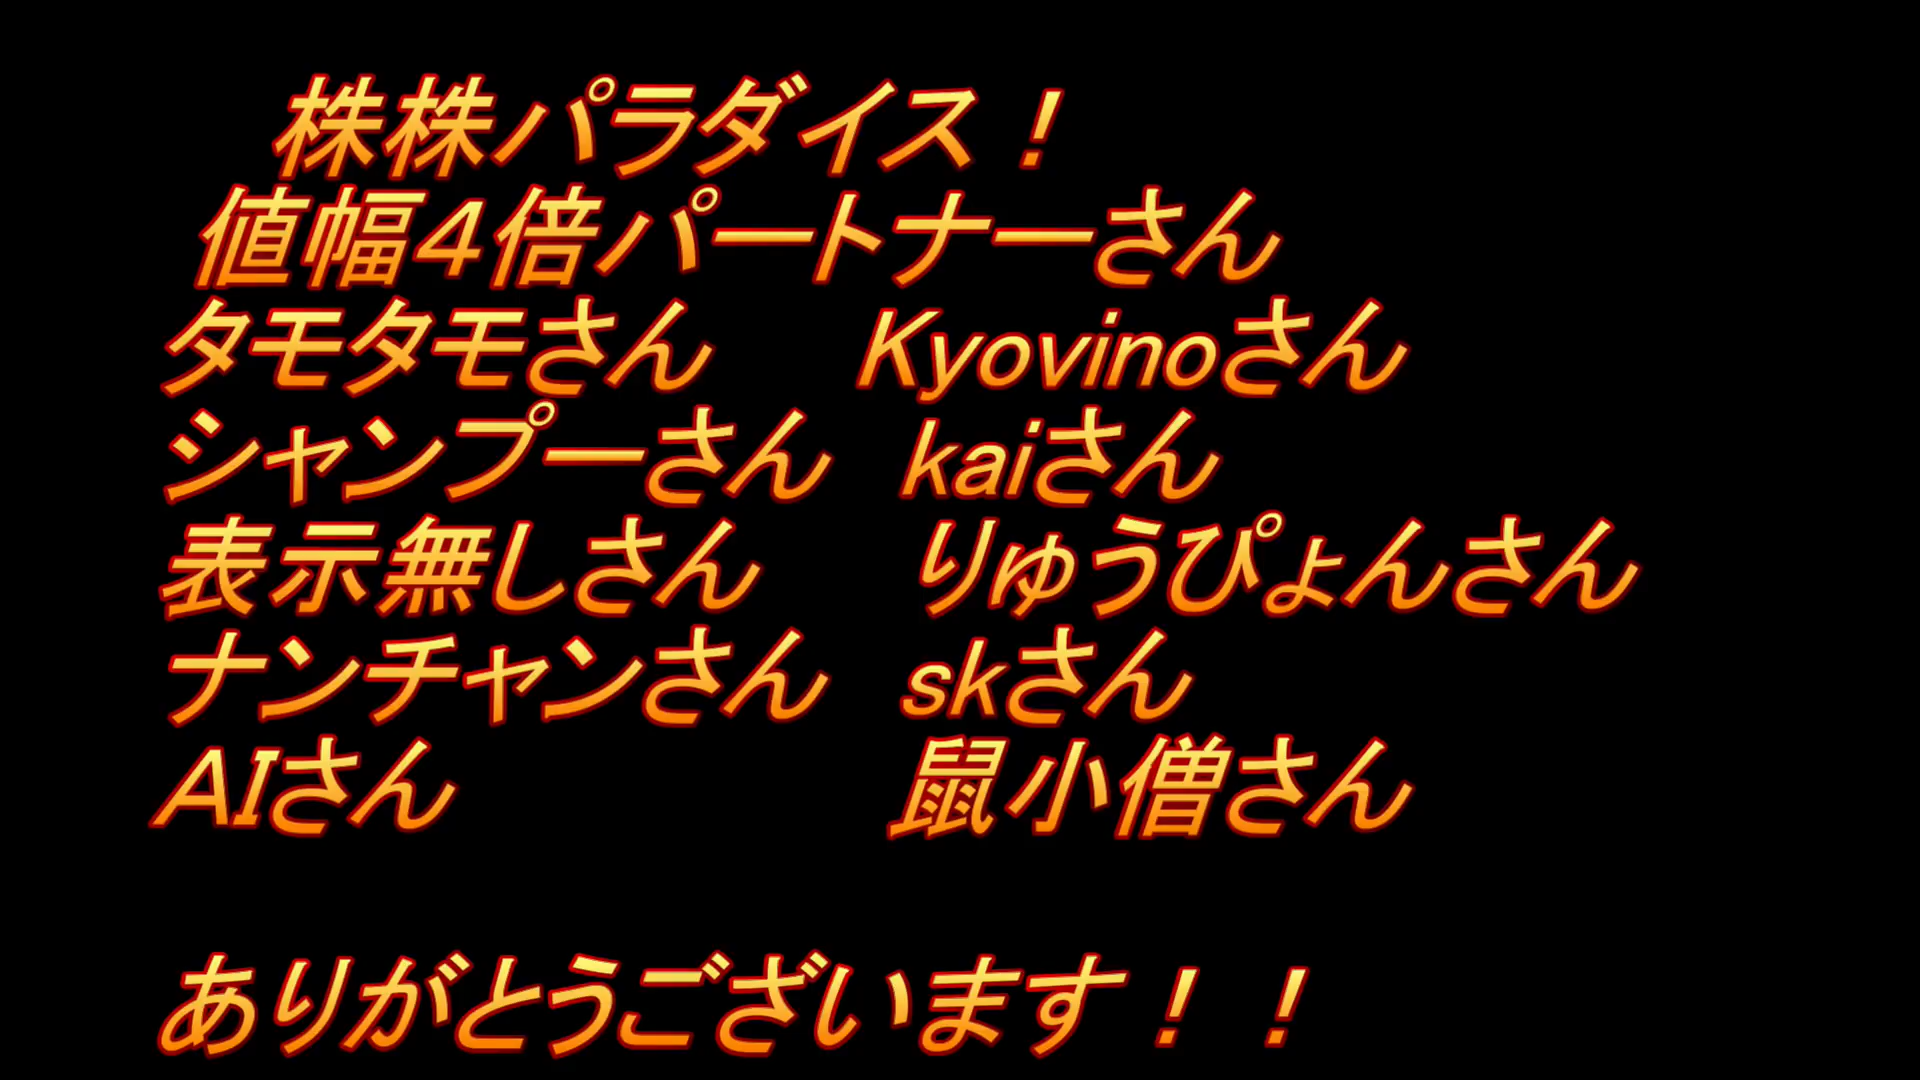 株株パラダイス！
値幅４倍パートナーさん
タモタモさん　Kyovinoさん
シャンプーさん　kaiさん
表示無しさん　りゅうぴょんさん
ナンチャンさん　skさん
AIさん　鼠小僧さん
ありがとうございます！！